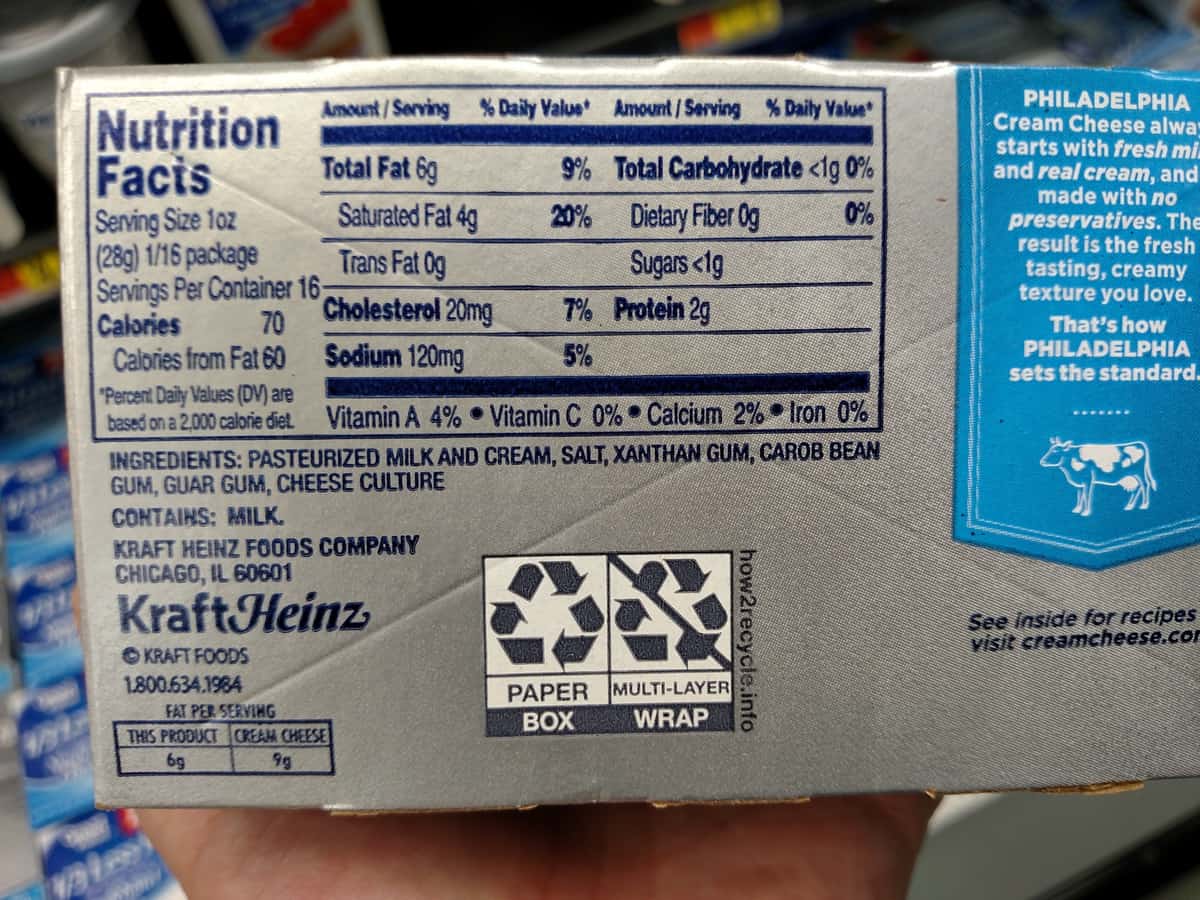 Nutrition
Facts
Serving Size 1oz
(28g) 1/16 package
Servings Per Container 16
Calories 70
Calories from Fat 60
*Percent Daily Values (DV) are
based on a 2,000 calorie diet.
Amount / Serving % Daily Value* Amount / Serving % Daily Value*
Total Fat 6g 9% Total Carbohydrate <1g 0%
Saturated Fat 4g 20% Dietary Fiber 0g 0%
Trans Fat 0g Sugars <1g
Cholesterol 20mg 7% Protein 2g
Sodium 120mg 5%
Vitamin A 4% • Vitamin C 0% • Calcium 2% • Iron 0%
INGREDIENTS: PASTEURIZED MILK AND CREAM, SALT, XANTHAN GUM, CAROB BEAN
GUM, GUAR GUM, CHEESE CULTURE
CONTAINS: MILK.
KRAFT HEINZ FOODS COMPANY
CHICAGO, IL 60601
KraftHeinz
© KRAFT FOODS
1.800.634.1984
FAT PER SERVING
THIS PRODUCT CREAM CHEESE
6g 9g
PAPER MULTI-LAYER
BOX WRAP
how2recycle.info
PHILADELPHIA
Cream Cheese
starts with fresh
and real cream, and
made with no
preservatives. The
result is the fresh
tasting, creamy
texture you love.
That's how
PHILADELPHIA
sets the standard.
See inside for recipes
visit